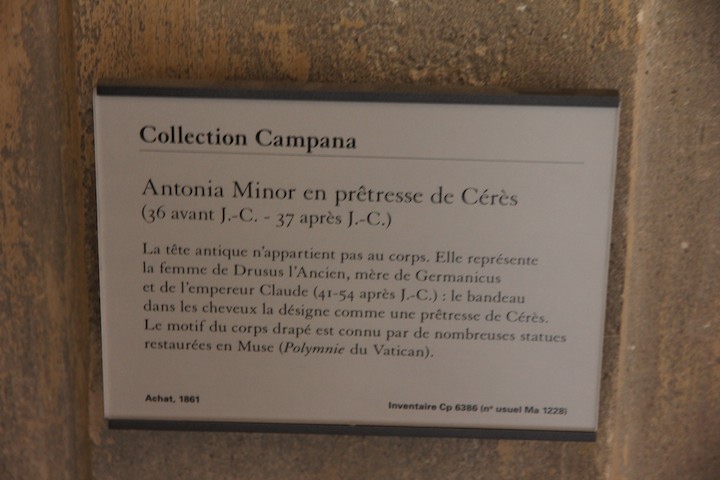 Collection Campana
Antonia Minor en prêtresse de Cérès
(36 avant J.-C. - 37 après J.-C.)
La tête antique n'appartient pas au corps. Elle représente
la femme de Drusus l'Ancien, mère de Germanicus
et de l'empereur Claude (41-54 après J.-C.) : le bandeau
dans les cheveux la désigne comme une prêtresse de Cérès.
Le motif du corps drapé est connu par de nombreuses statues
restaurées en Muse (Polymnie du Vatican).
Achat, 1861
Inventaire Cp 6386 (n° usuel Ma 1228)